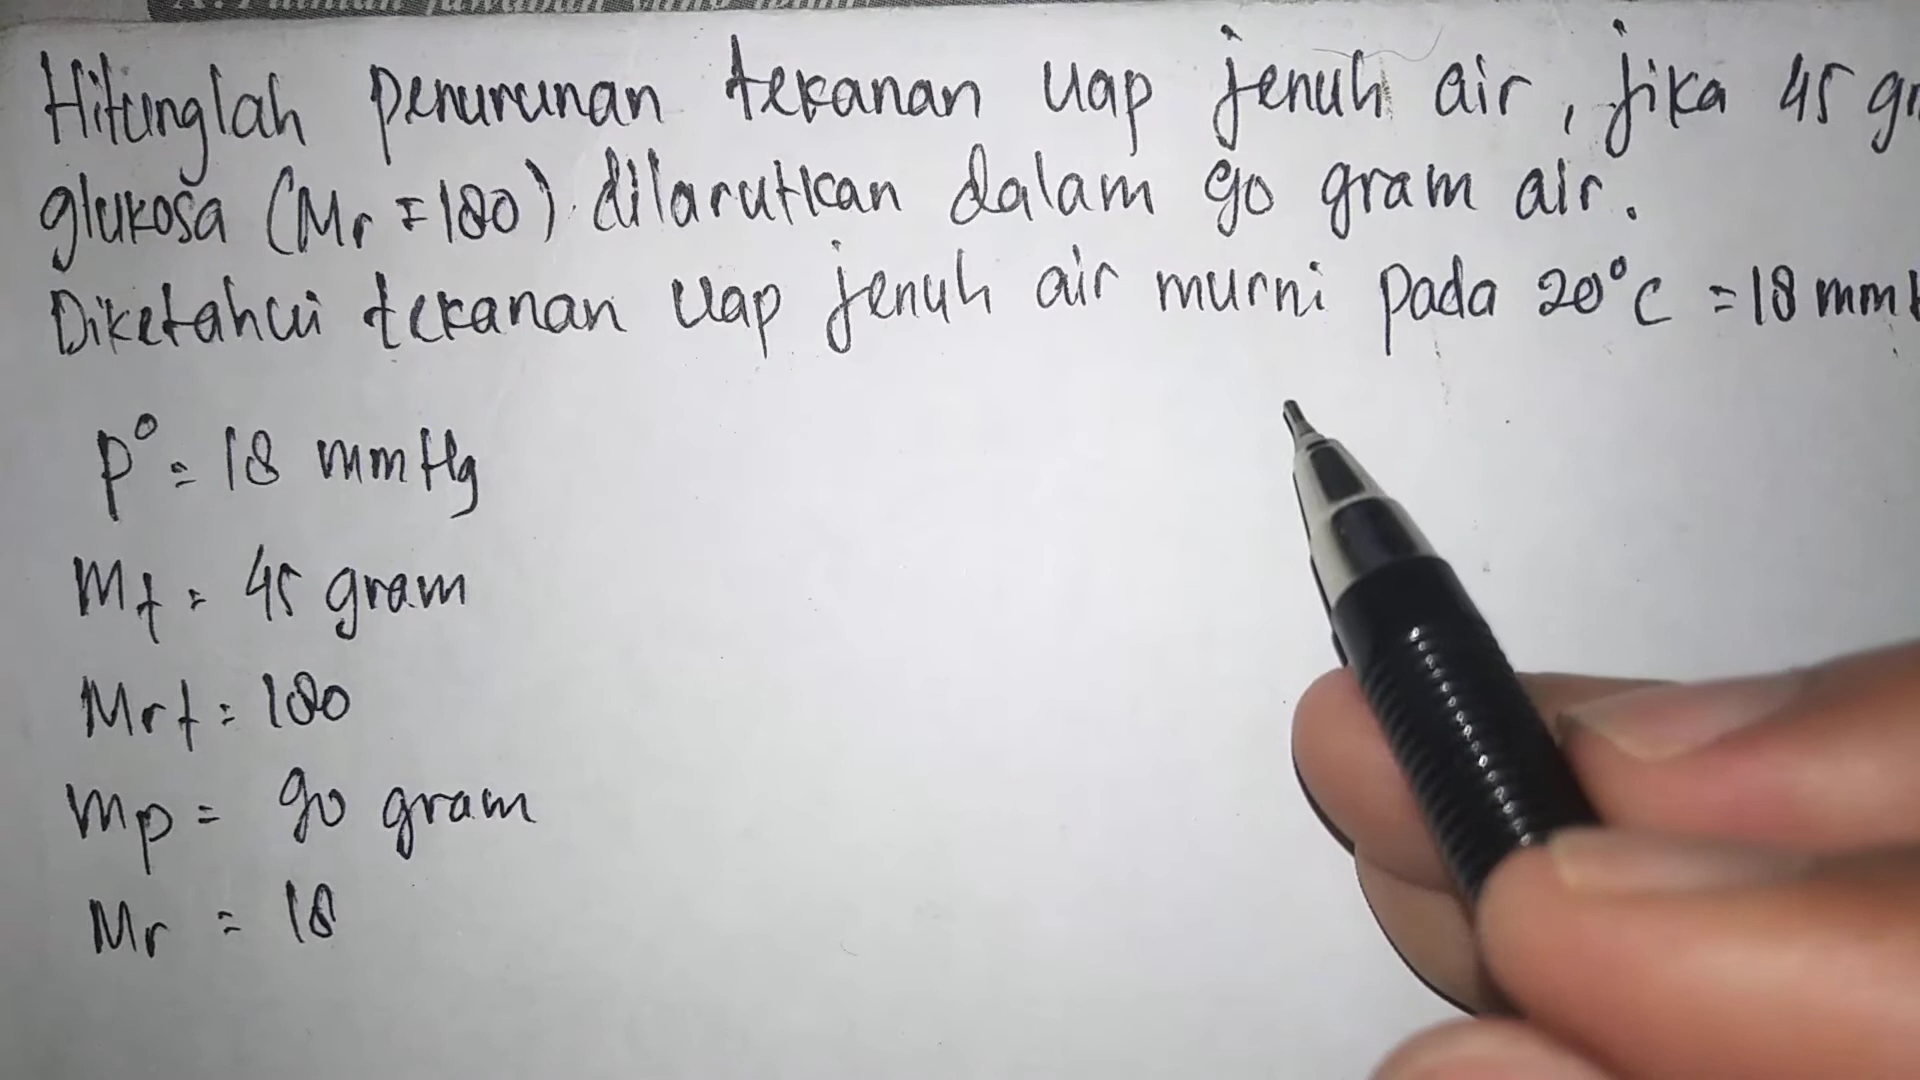 Hitunglah penurunan tekanan uap jenuh air, jika 45 gr
glukosa (Mr = 180) dilarutkan dalam 90 gram air.
Diketahui tekanan uap jenuh air murni pada 20°C = 18 mm
P° = 18 mmHg
mt = 45 gram
Mrt = 180
mp = 90 gram
Mr = 18